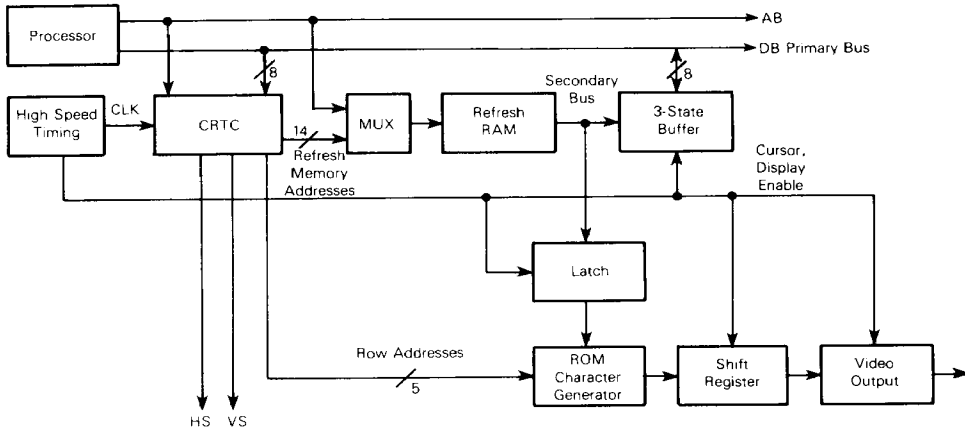 AB
Processor
DB Primary Bus
8
8
Secondary
Bus
High Speed
Timing
CLK
CRTC
MUX
Refresh
RAM
3-State
Buffer
14
Refresh
Memory
Addresses
Cursor,
Display
Enable
Latch
Row Addresses
5
ROM
Character
Generator
Shift
Register
Video
Output
HS VS